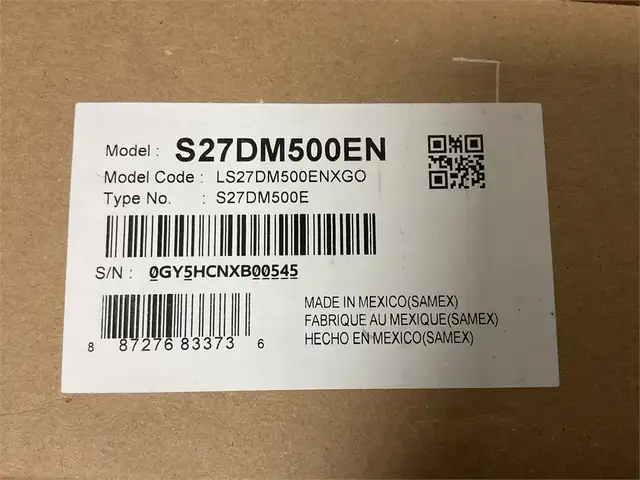 Model : S27DM500EN
Model Code : LS27DM500ENXGO
Type No. : S27DM500E
S/N : 0GY5HCNXB00545
8 87276 83373 6
MADE IN MEXICO(SAMEX)
FABRIQUE AU MEXIQUE(SAMEX)
HECHO EN MEXICO(SAMEX)